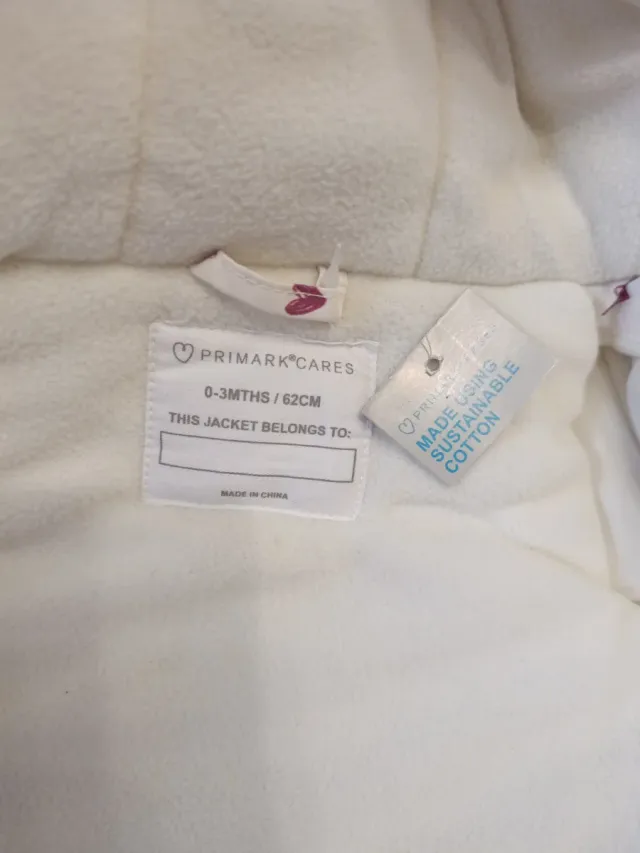 ♡ PRIMARK®CARES
0-3MTHS / 62CM
THIS JACKET BELONGS TO:
MADE IN CHINA
MADE USING
SUSTAINABLE
COTTON